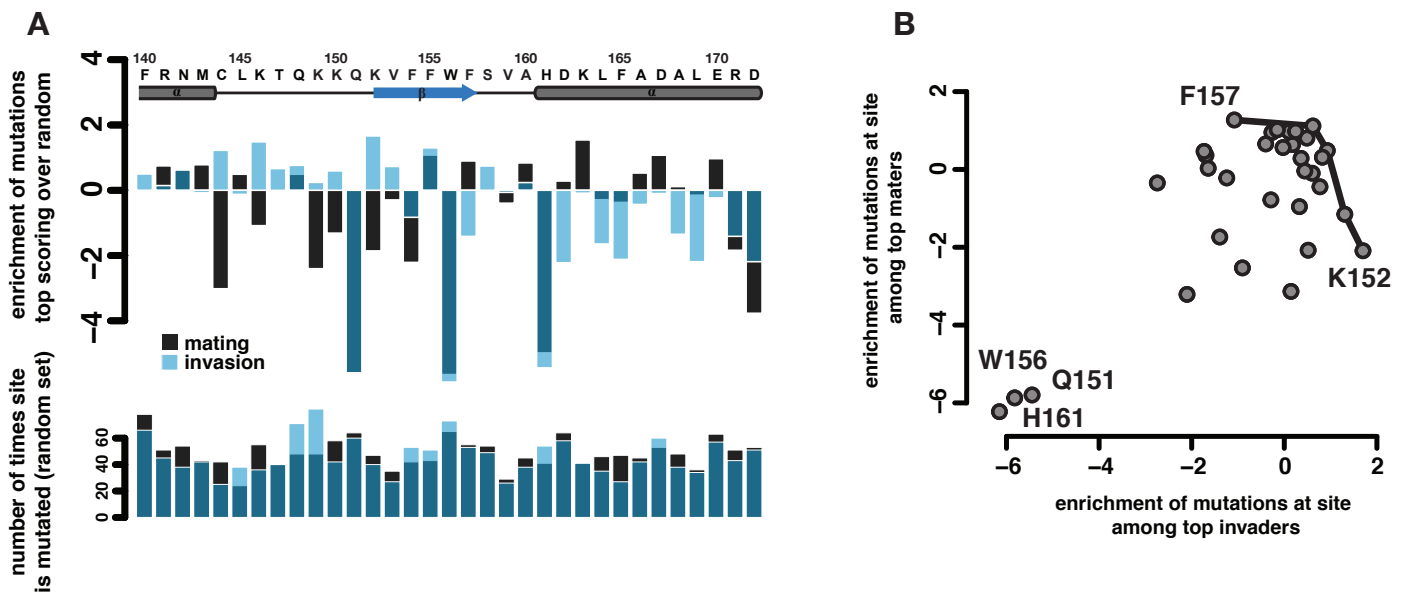 A
B
enrichment of mutations
top scoring over random
4
2
0
−2
−4
140 145 150 155 160 165 170
F R N M C L K T Q K K Q K V F F W F S V A H D K L F A D A L E R D
α β α
mating
invasion
number of times site
is mutated (random set)
60
40
20
0
enrichment of mutations at site
among top maters
2
0
−2
−4
−6
F157
K152
W156
Q151
H161
−6 −4 −2 0 2
enrichment of mutations at site
among top invaders